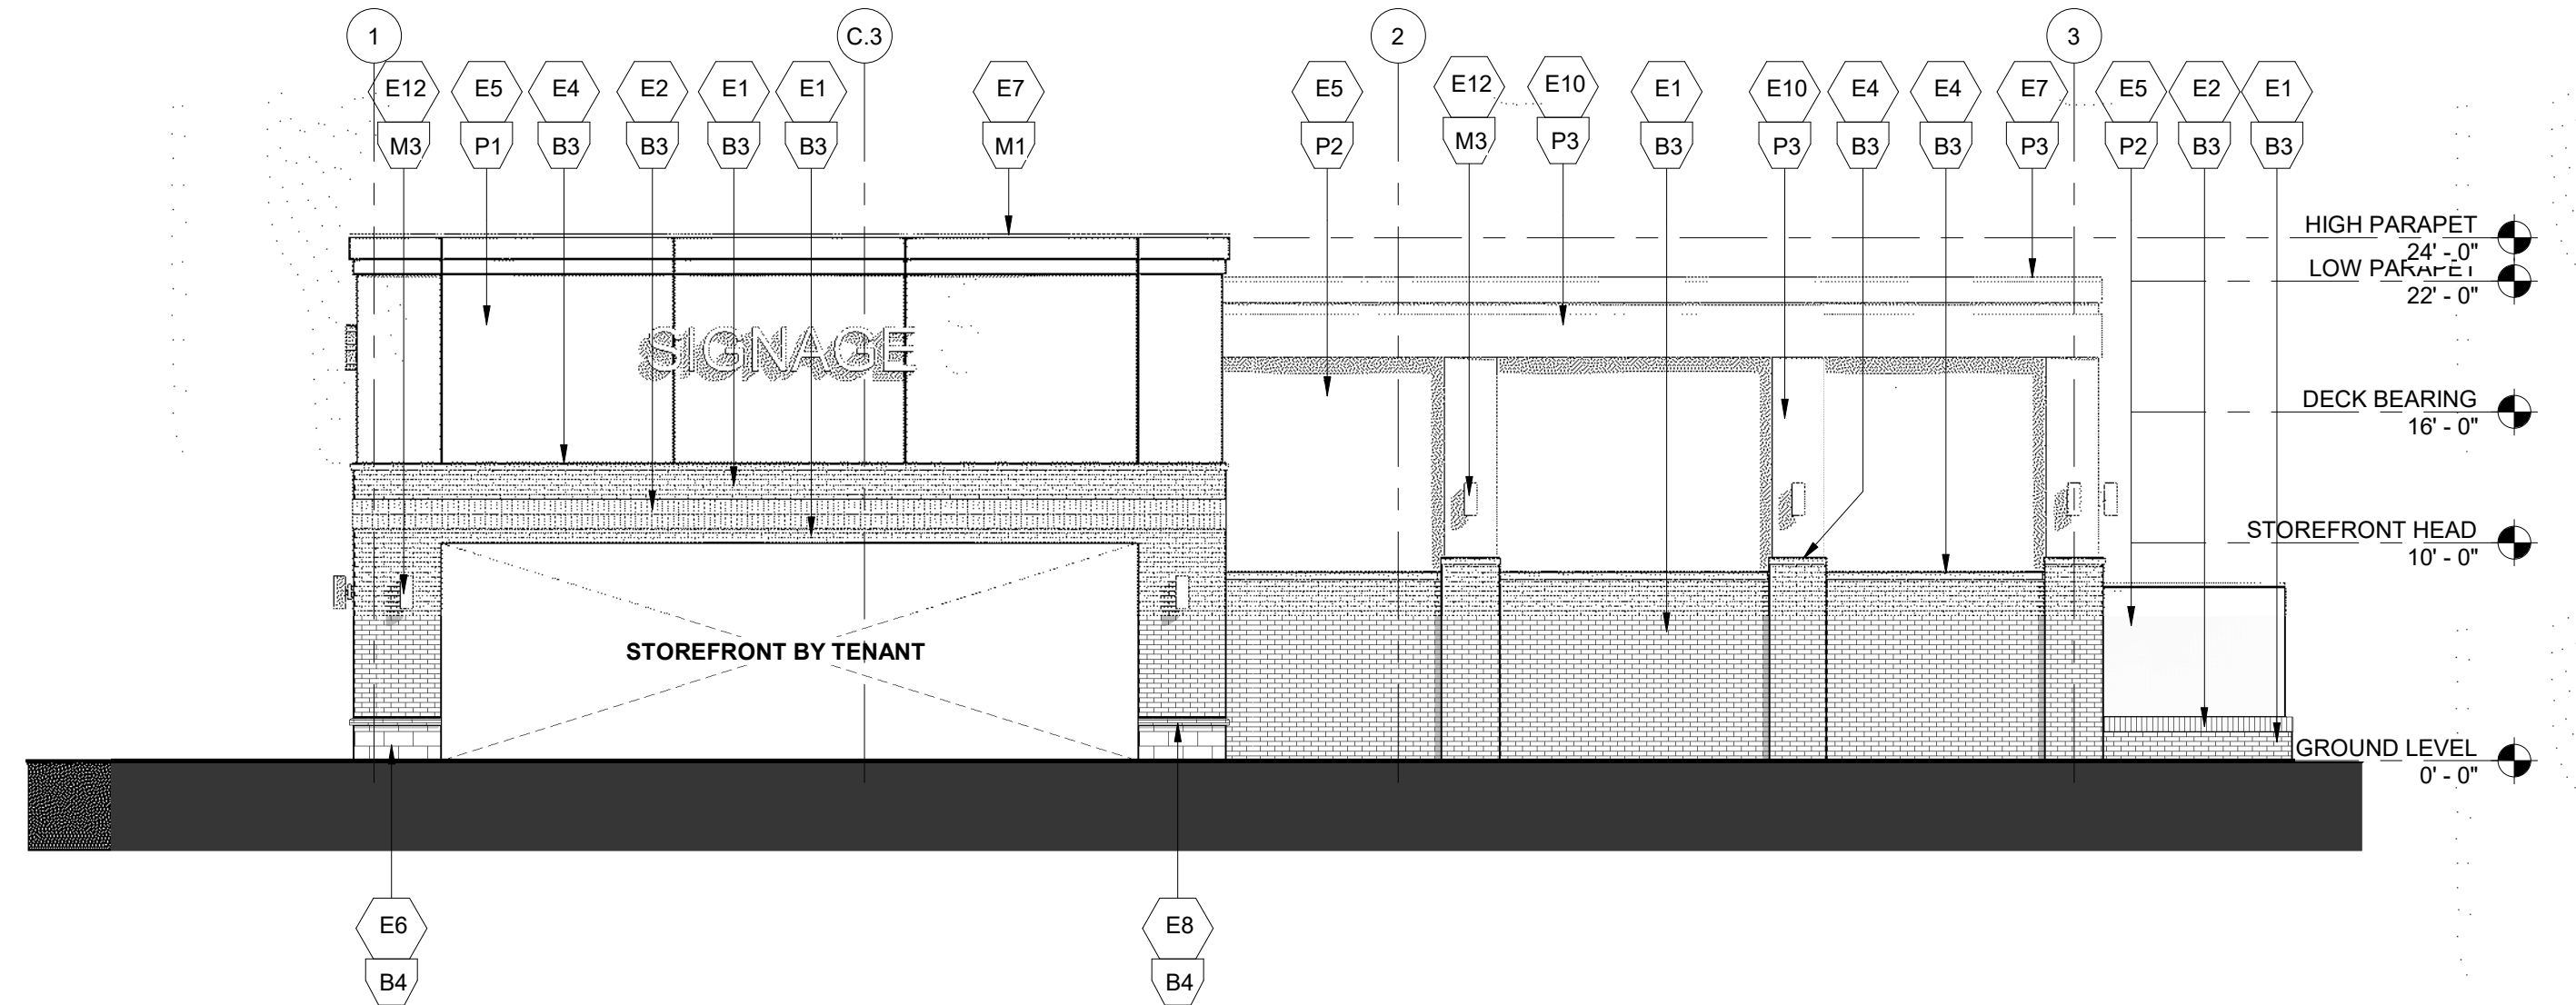 1
C.3
2
3
E12
E5
E4
E2
E1
E1
E7
E5
E12
E10
E1
E10
E4
E4
E7
E5
E2
E1
M3
P1
B3
B3
B3
B3
M1
P2
M3
P3
B3
P3
B3
B3
P3
P2
B3
B3
HIGH PARAPET
24' - 0"
LOW PARAPET
22' - 0"
SIGNAGE
DECK BEARING
16' - 0"
STOREFRONT HEAD
10' - 0"
STOREFRONT BY TENANT
GROUND LEVEL
0' - 0"
E6
E8
B4
B4